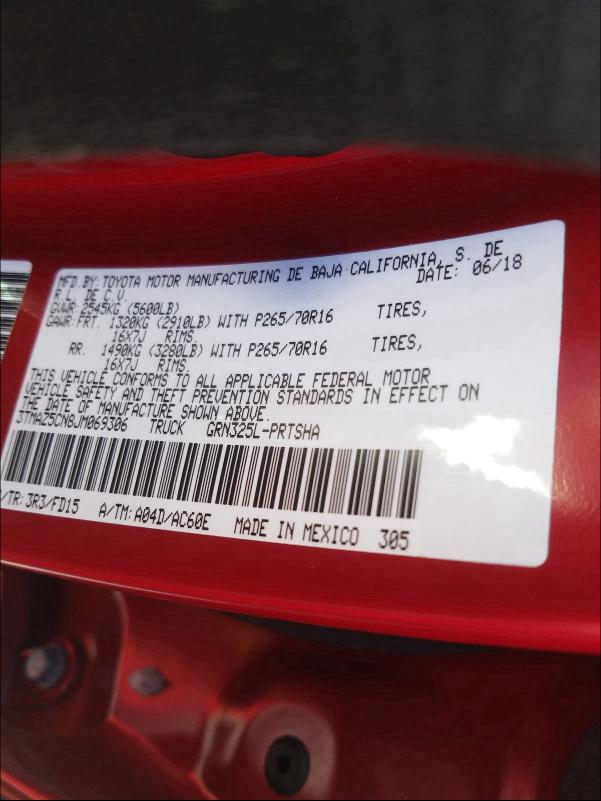 MFD.BY:TOYOTA MOTOR MANUFACTURING DE BAJA CALIFORNIA, S. DE
R.L. DE C.V. DATE: 06/18
GVWR: 2545KG (5600LB)
GAWR:FRT. 1320KG (2910LB) WITH P265/70R16 TIRES,
16X7J RIMS
RR. 1490KG (3280LB) WITH P265/70R16 TIRES,
16X7J RIMS
THIS VEHICLE CONFORMS TO ALL APPLICABLE FEDERAL MOTOR
VEHICLE SAFETY AND THEFT PREVENTION STANDARDS IN EFFECT ON
THE DATE OF MANUFACTURE SHOWN ABOVE.
3TMAZ5CN8JM069306 TRUCK GRN325L-PRTSHA
/TR: 3R3/FD15 A/TM: A04D/AC60E MADE IN MEXICO 305